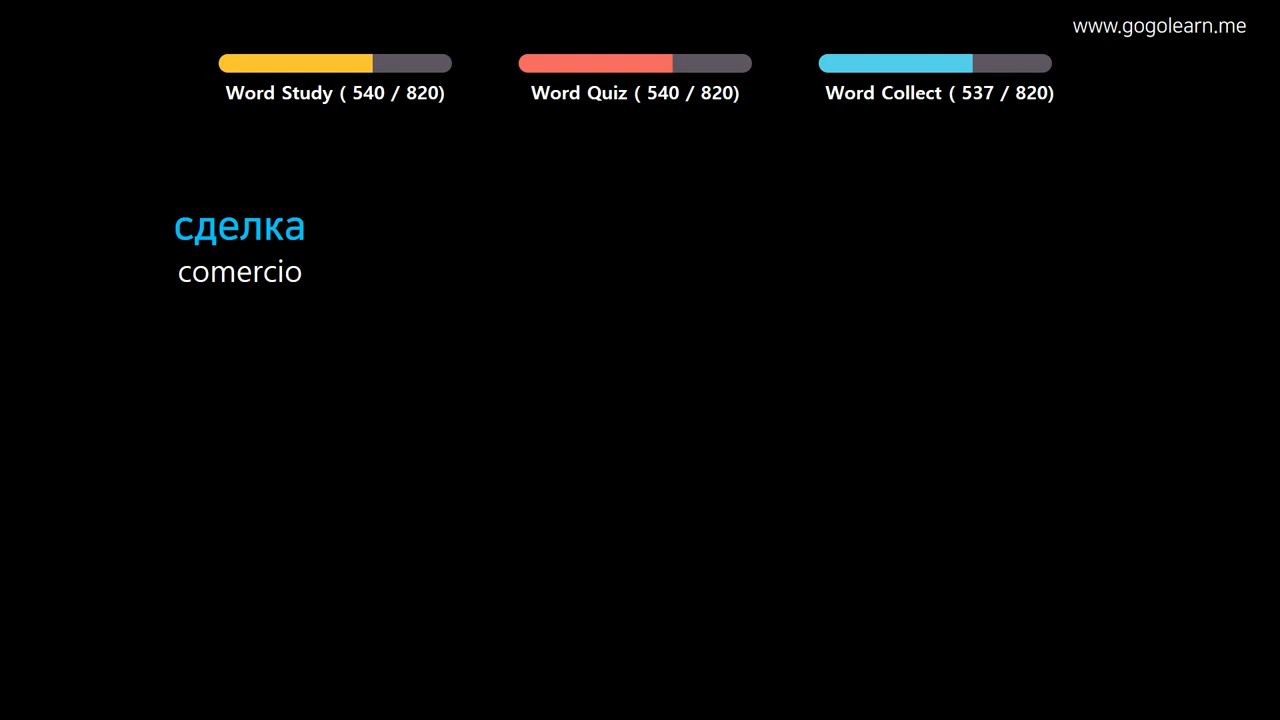 www.gogolearn.me
Word Study ( 540 / 820)
Word Quiz ( 540 / 820)
Word Collect ( 537 / 820)
сделка
comercio